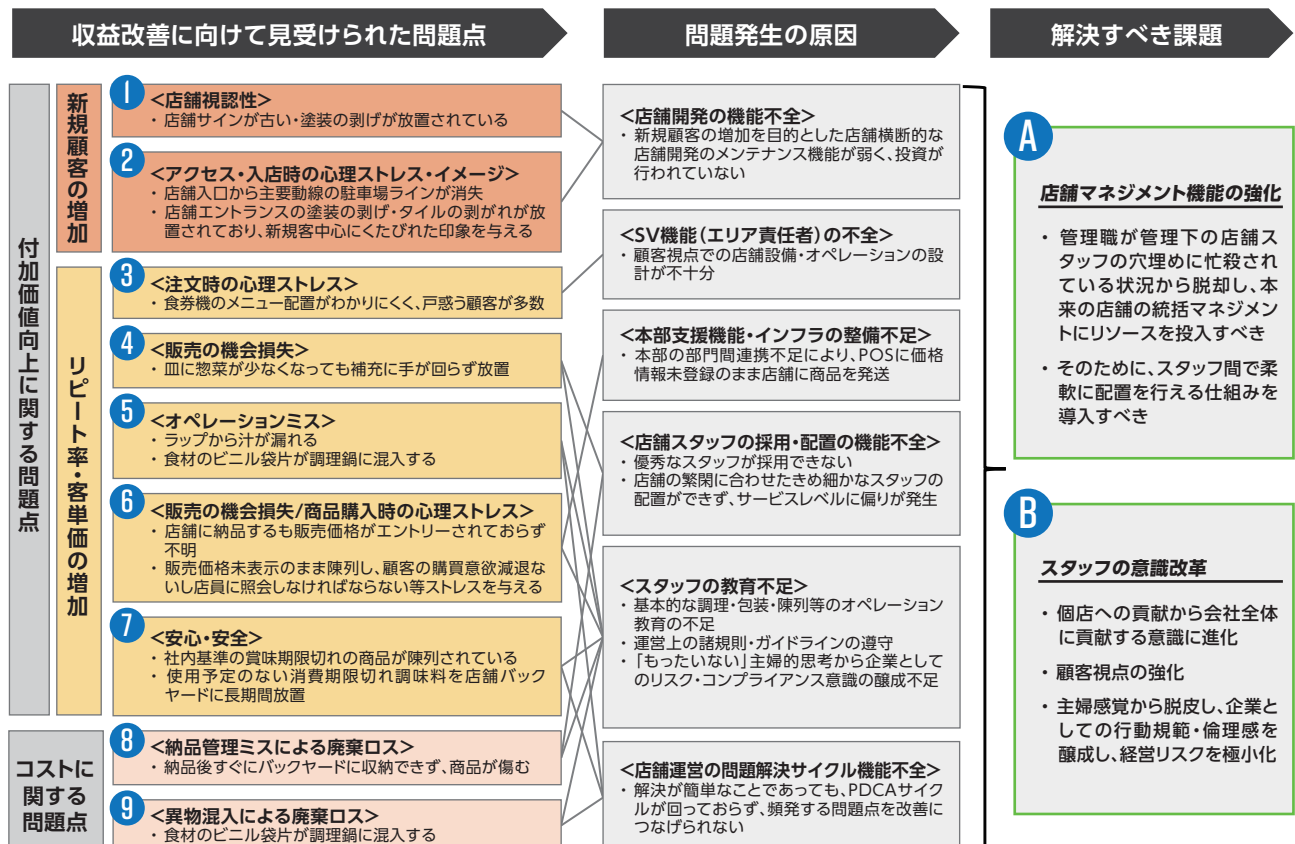 収益改善に向けて見受けられた問題点
問題発生の原因
解決すべき課題
付加価値向上に関する問題点
新規顧客の増加
1
<店舗視認性>
・店舗サインが古い・塗装の剥げが放置されている
2
<アクセス・入店時の心理ストレス・イメージ>
・店舗入口から主要動線の駐車場ラインが消失
・店舗エントランスの塗装の剥げ・タイルの剥がれが放
置されており、新規客中心にくたびれた印象を与える
リピート率・客単価の増加
3
<注文時の心理ストレス>
・食券機のメニュー配置がわかりにくく、戸惑う顧客が多数
4
<販売の機会損失>
・皿に惣菜が少なくなっても補充に手が回らず放置
5
<オペレーションミス>
・ラップから汁が漏れる
・食材のビニル袋片が調理鍋に混入する
6
<販売の機会損失/商品購入時の心理ストレス>
・店舗に納品するも販売価格がエントリーされておらず
不明
・販売価格未表示のまま陳列し、顧客の購買意欲減退な
いし店員に照会しなければならない等ストレスを与える
7
<安心・安全>
・社内基準の賞味期限切れの商品が陳列されている
・使用予定のない消費期限切れ調味料を店舗バック
ヤードに長期間放置
コストに
関する
問題点
8
<納品管理ミスによる廃棄ロス>
・納品後すぐにバックヤードに収納できず、商品が傷む
9
<異物混入による廃棄ロス>
・食材のビニル袋片が調理鍋に混入する
<店舗開発の機能不全>
・新規顧客の増加を目的とした店舗横断的な
店舗開発のメンテナンス機能が弱く、投資が
行われていない
<SV機能(エリア責任者)の不全>
・顧客視点での店舗設備・オペレーションの設
計が不十分
<本部支援機能・インフラの整備不足>
・本部の部門間連携不足により、POSに価格
情報未登録のまま店舗に商品を発送
<店舗スタッフの採用・配置の機能不全>
・優秀なスタッフが採用できない
・店舗の繁閑に合わせたきめ細かなスタッフの
配置ができず、サービスレベルに偏りが発生
<スタッフの教育不足>
・基本的な調理・包装・陳列等のオペレーション
教育の不足
・運営上の諸規則・ガイドラインの遵守
・「もったいない」主婦的思考から企業として
のリスク・コンプライアンス意識の醸成不足
<店舗運営の問題解決サイクル機能不全>
・解決が簡単なことであっても、PDCAサイク
ルが回っておらず、頻発する問題点を改善に
つなげられない
A
店舗マネジメント機能の強化
・管理職が管理下の店舗ス
タッフの穴埋めに忙殺され
ている状況から脱却し、本
来の店舗の統括マネジメン
トにリソースを投入すべき
・そのために、スタッフ間で柔
軟に配置を行える仕組みを
導入すべき
B
スタッフの意識改革
・個店への貢献から会社全体
に貢献する意識に進化
・顧客視点の強化
・主婦感覚から脱皮し、企業と
しての行動規範・倫理感を
醸成し、経営リスクを極小化